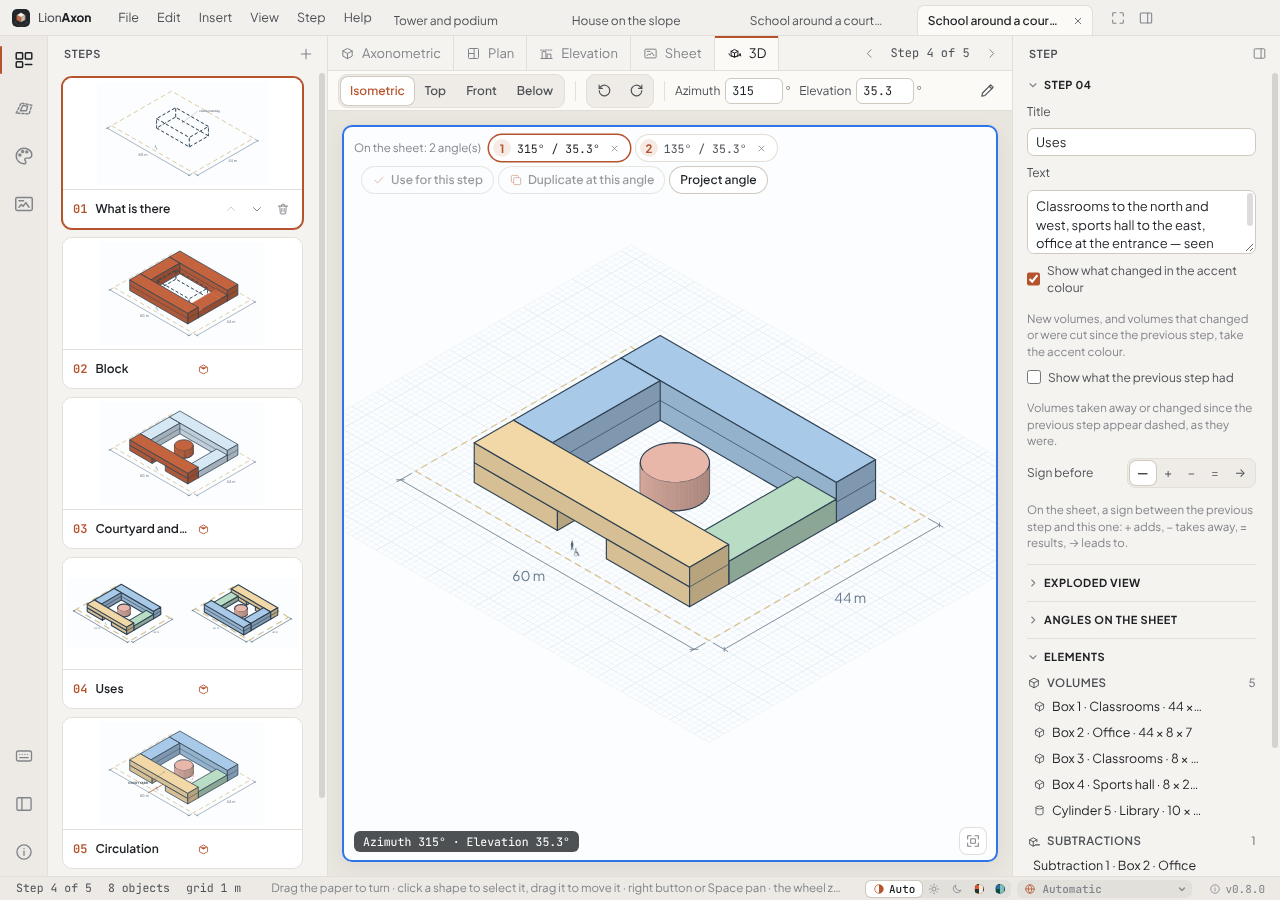 LionAxon
File Edit Insert View Step Help
Tower and podium
House on the slope
School around a court…
School around a cour…
STEPS
01 What is there
02 Block
03 Courtyard and…
04 Uses
05 Circulation
Axonometric Plan Elevation Sheet 3D
Step 4 of 5
Isometric Top Front Below
Azimuth 315 ° Elevation 35.3 °
On the sheet: 2 angle(s) 1 315° / 35.3° × 2 135° / 35.3° ×
Use for this step Duplicate at this angle Project angle
60 m
44 m
Azimuth 315° · Elevation 35.3°
STEP
STEP 04
Title
Uses
Text
Classrooms to the north and
west, sports hall to the east,
office at the entrance — seen
Show what changed in the accent
colour
New volumes, and volumes that changed
or were cut since the previous step, take
the accent colour.
Show what the previous step had
Volumes taken away or changed since the
previous step appear dashed, as they
were.
Sign before — + − = →
On the sheet, a sign between the previous
step and this one: + adds, − takes away, =
results, → leads to.
EXPLODED VIEW
ANGLES ON THE SHEET
ELEMENTS
VOLUMES 5
Box 1 · Classrooms · 44 ×…
Box 2 · Office · 44 × 8 × 7
Box 3 · Classrooms · 8 × …
Box 4 · Sports hall · 8 × 2…
Cylinder 5 · Library · 10 × …
SUBTRACTIONS 1
Subtraction 1 · Box 2 · Office
Step 4 of 5 8 objects grid 1 m
Drag the paper to turn · click a shape to select it, drag it to move it · right button or Space pan · the wheel z…
Auto
Automatic
v0.8.0